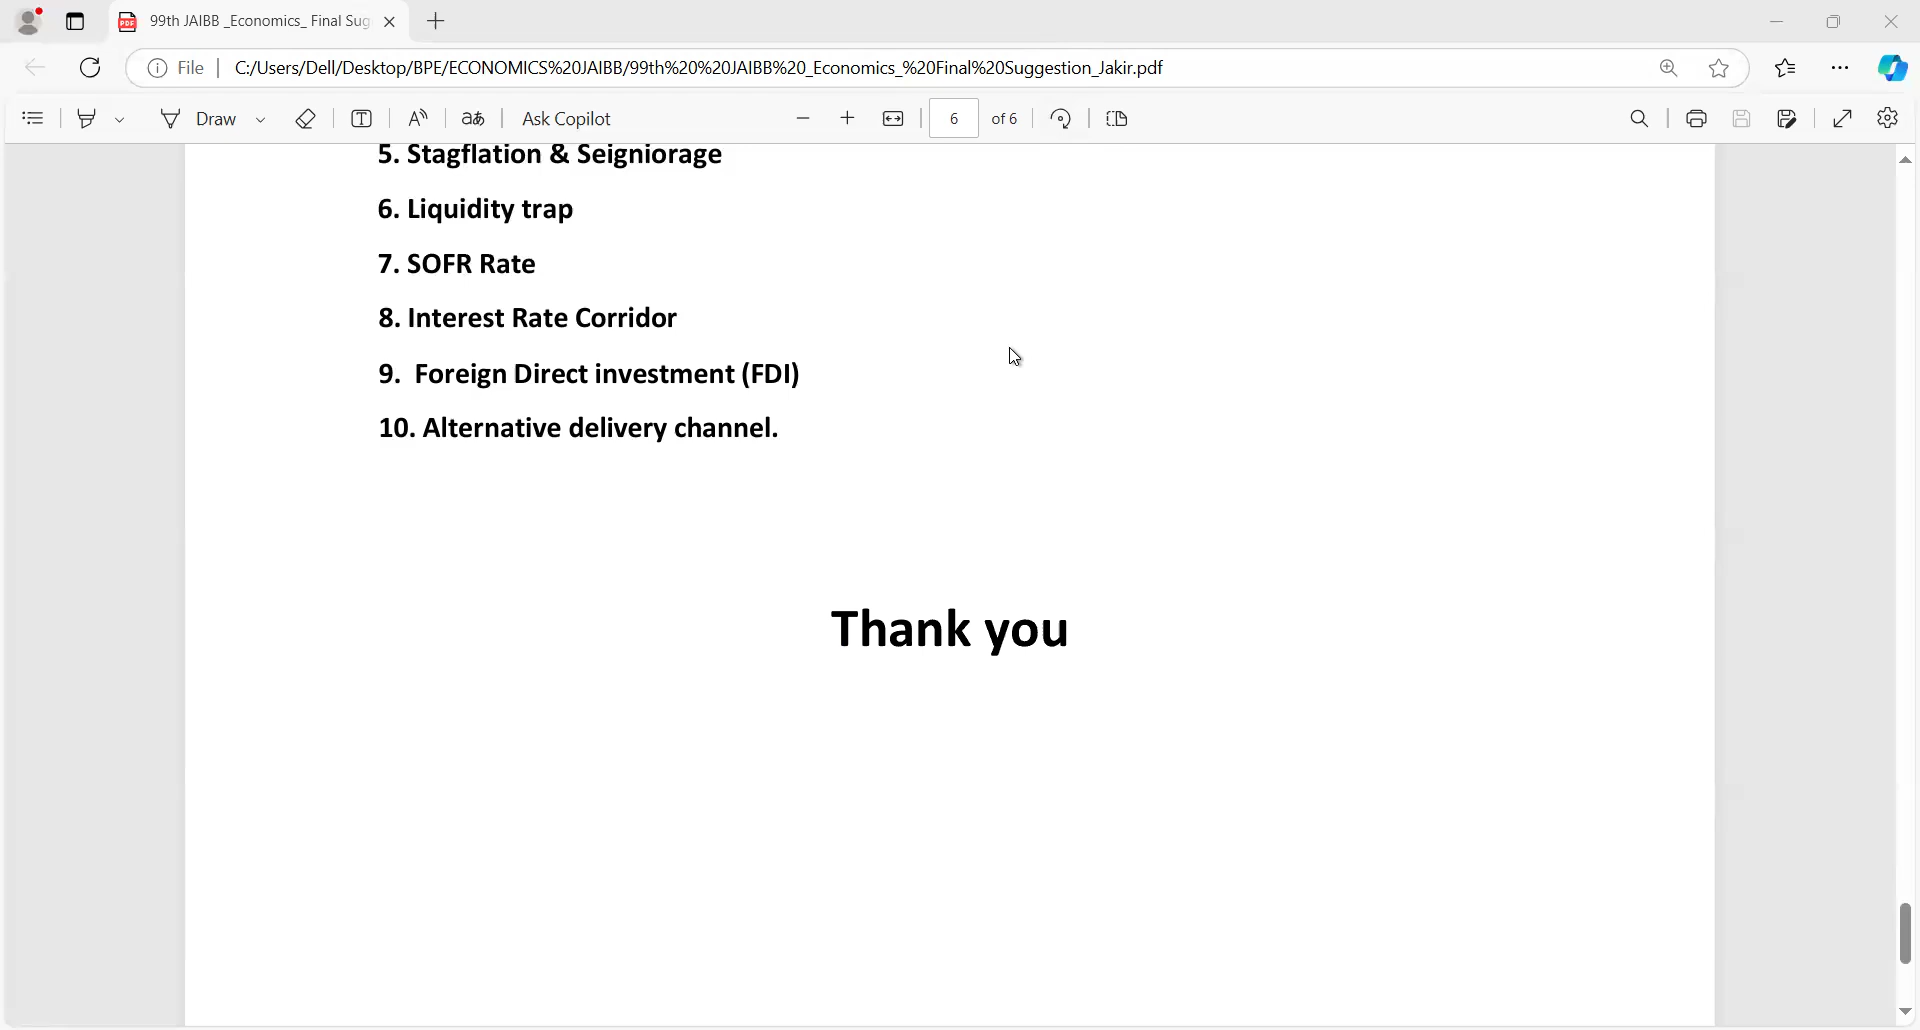 99th JAIBB _Economics_ Final Sug
File
C:/Users/Dell/Desktop/BPE/ECONOMICS%20JAIBB/99th%20%20JAIBB%20_Economics_%20Final%20Suggestion_Jakir.pdf
Draw
Ask Copilot
6 of 6
5. Stagflation & Seigniorage
6. Liquidity trap
7. SOFR Rate
8. Interest Rate Corridor
9. Foreign Direct investment (FDI)
10. Alternative delivery channel.
Thank you